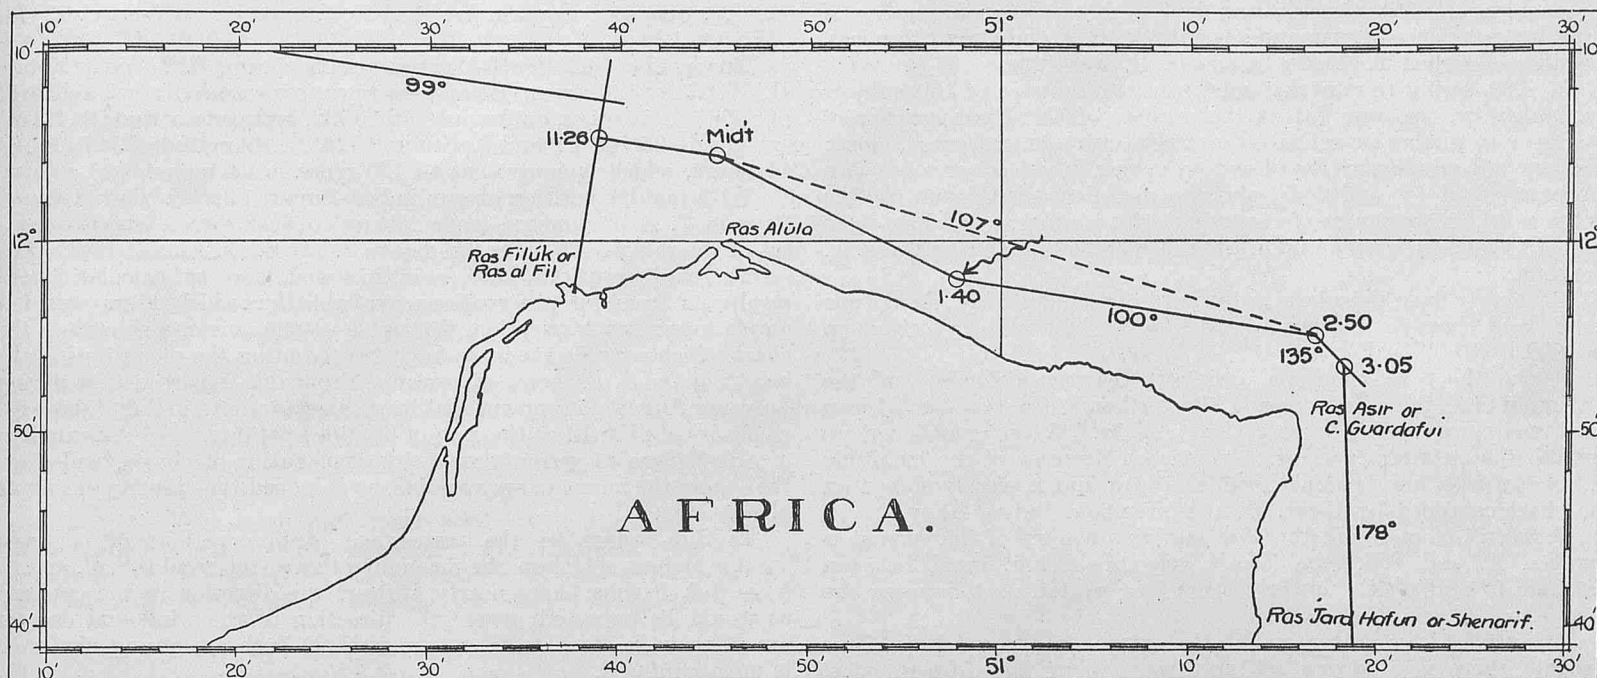 10′ 20′ 30′ 40′ 50′ 51° 10′ 20′ 30′
10′ 10′
99°
11·26
Mid't
107°
12° 12°
Ras Alūla
Ras Filúk or
Ras al Fil
1·40
100°
2·50
135°
3·05
Ras Asir or
C. Guardafui
50′ 50′
AFRICA.
178°
Ras Jard Hafun or Shenarif.
40′ 40′
10′ 20′ 30′ 40′ 50′ 51° 10′ 20′ 30′